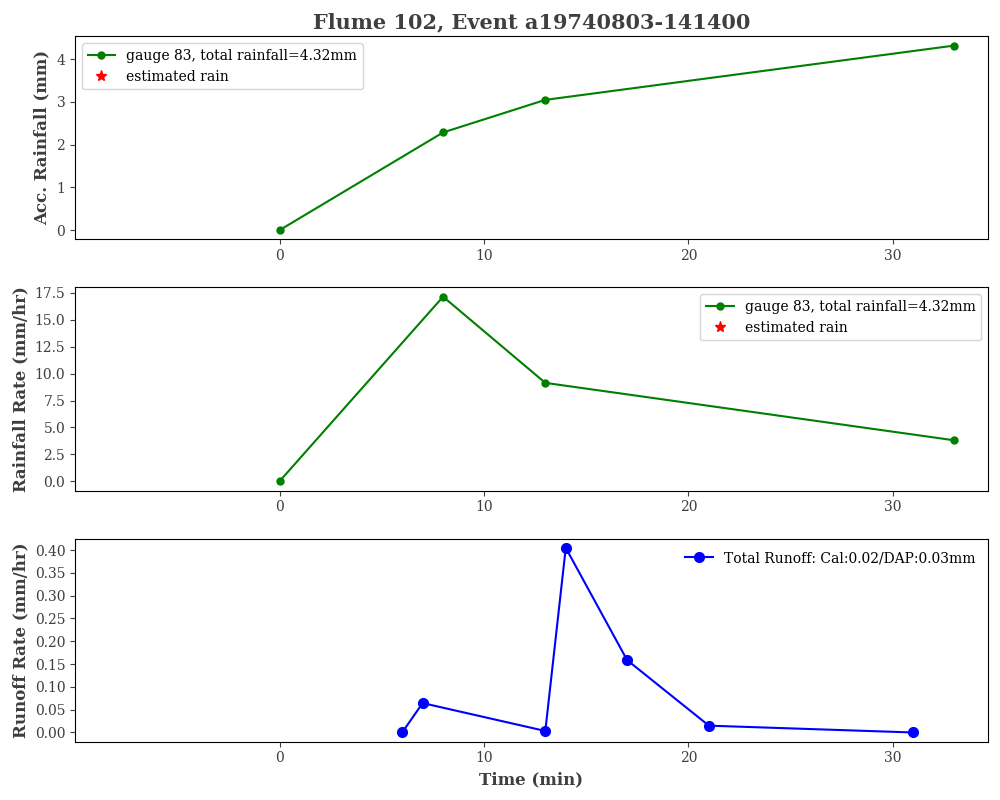 Flume 102, Event a19740803-141400
Acc. Rainfall (mm)
4
3
2
1
0
gauge 83, total rainfall=4.32mm
estimated rain
0 10 20 30
Rainfall Rate (mm/hr)
17.5
15.0
12.5
10.0
7.5
5.0
2.5
0.0
gauge 83, total rainfall=4.32mm
estimated rain
0 10 20 30
Runoff Rate (mm/hr)
0.40
0.35
0.30
0.25
0.20
0.15
0.10
0.05
0.00
Total Runoff: Cal:0.02/DAP:0.03mm
0 10 20 30
Time (min)